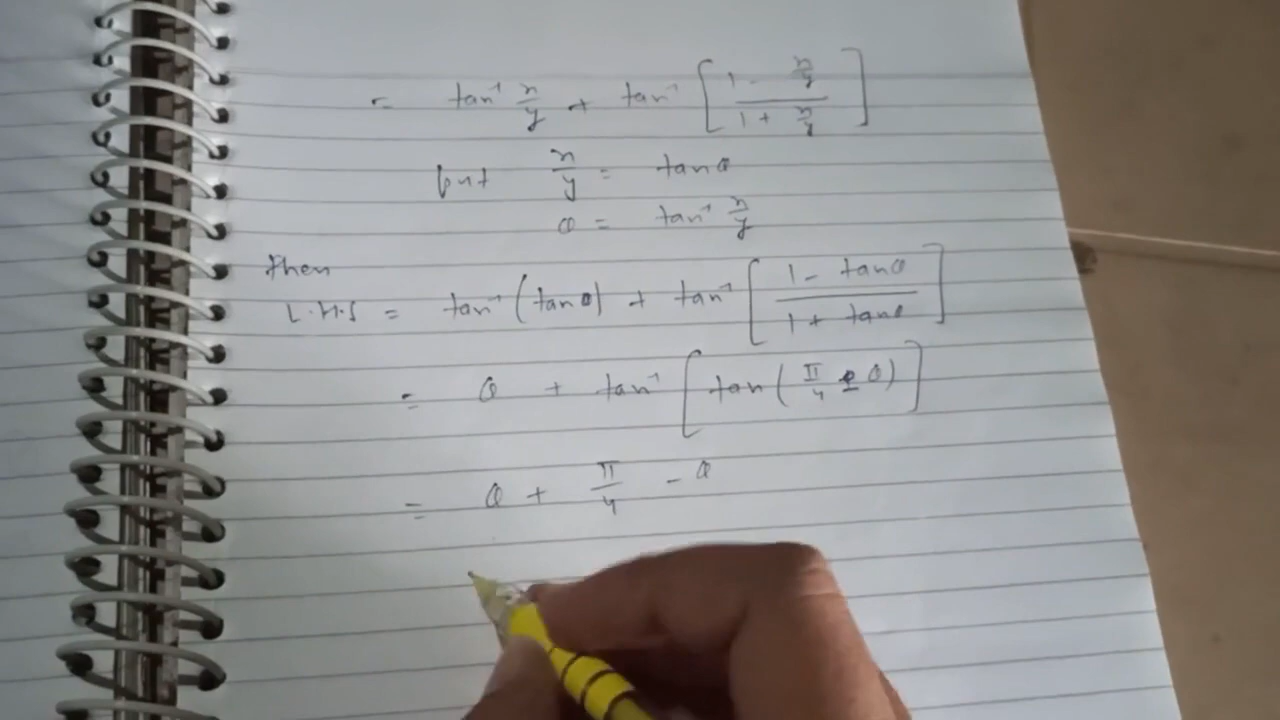 = tan⁻¹ x/y + tan⁻¹ [ (1 - x/y) / (1 + x/y) ]
put x/y = tanθ
θ = tan⁻¹ x/y
then
L.H.S = tan⁻¹ (tanθ) + tan⁻¹ [ (1 - tanθ) / (1 + tanθ) ]
= θ + tan⁻¹ [ tan ( π/4 - θ) ]
= θ + π/4 - θ